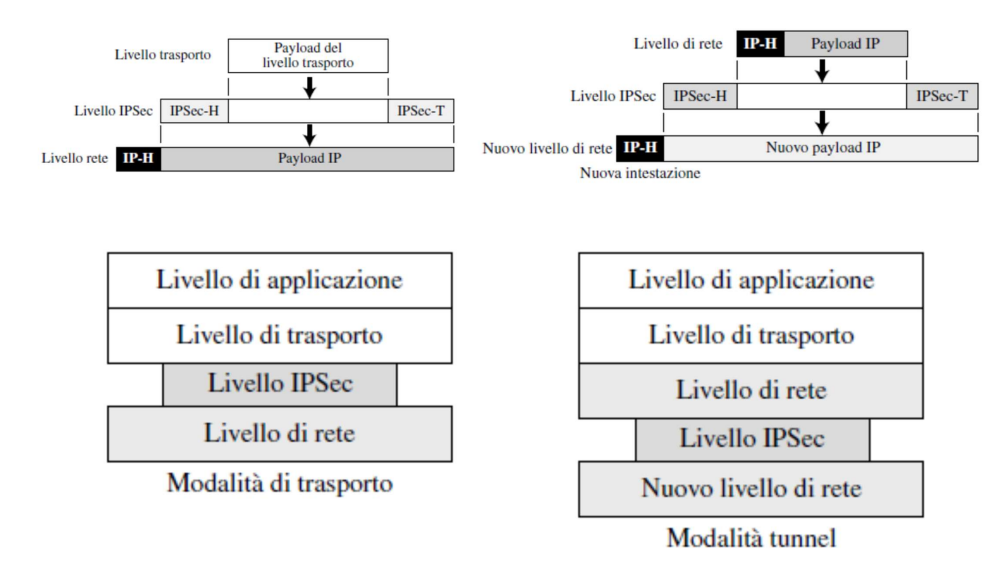 Livello trasporto
Payload del
livello trasporto
Livello IPSec
IPSec-H
IPSec-T
Livello rete
IP-H
Payload IP
Livello di rete
IP-H
Payload IP
Livello IPSec
IPSec-H
IPSec-T
Nuovo livello di rete
IP-H
Nuovo payload IP
Nuova intestazione
Livello di applicazione
Livello di trasporto
Livello IPSec
Livello di rete
Modalità di trasporto
Livello di applicazione
Livello di trasporto
Livello di rete
Livello IPSec
Nuovo livello di rete
Modalità tunnel